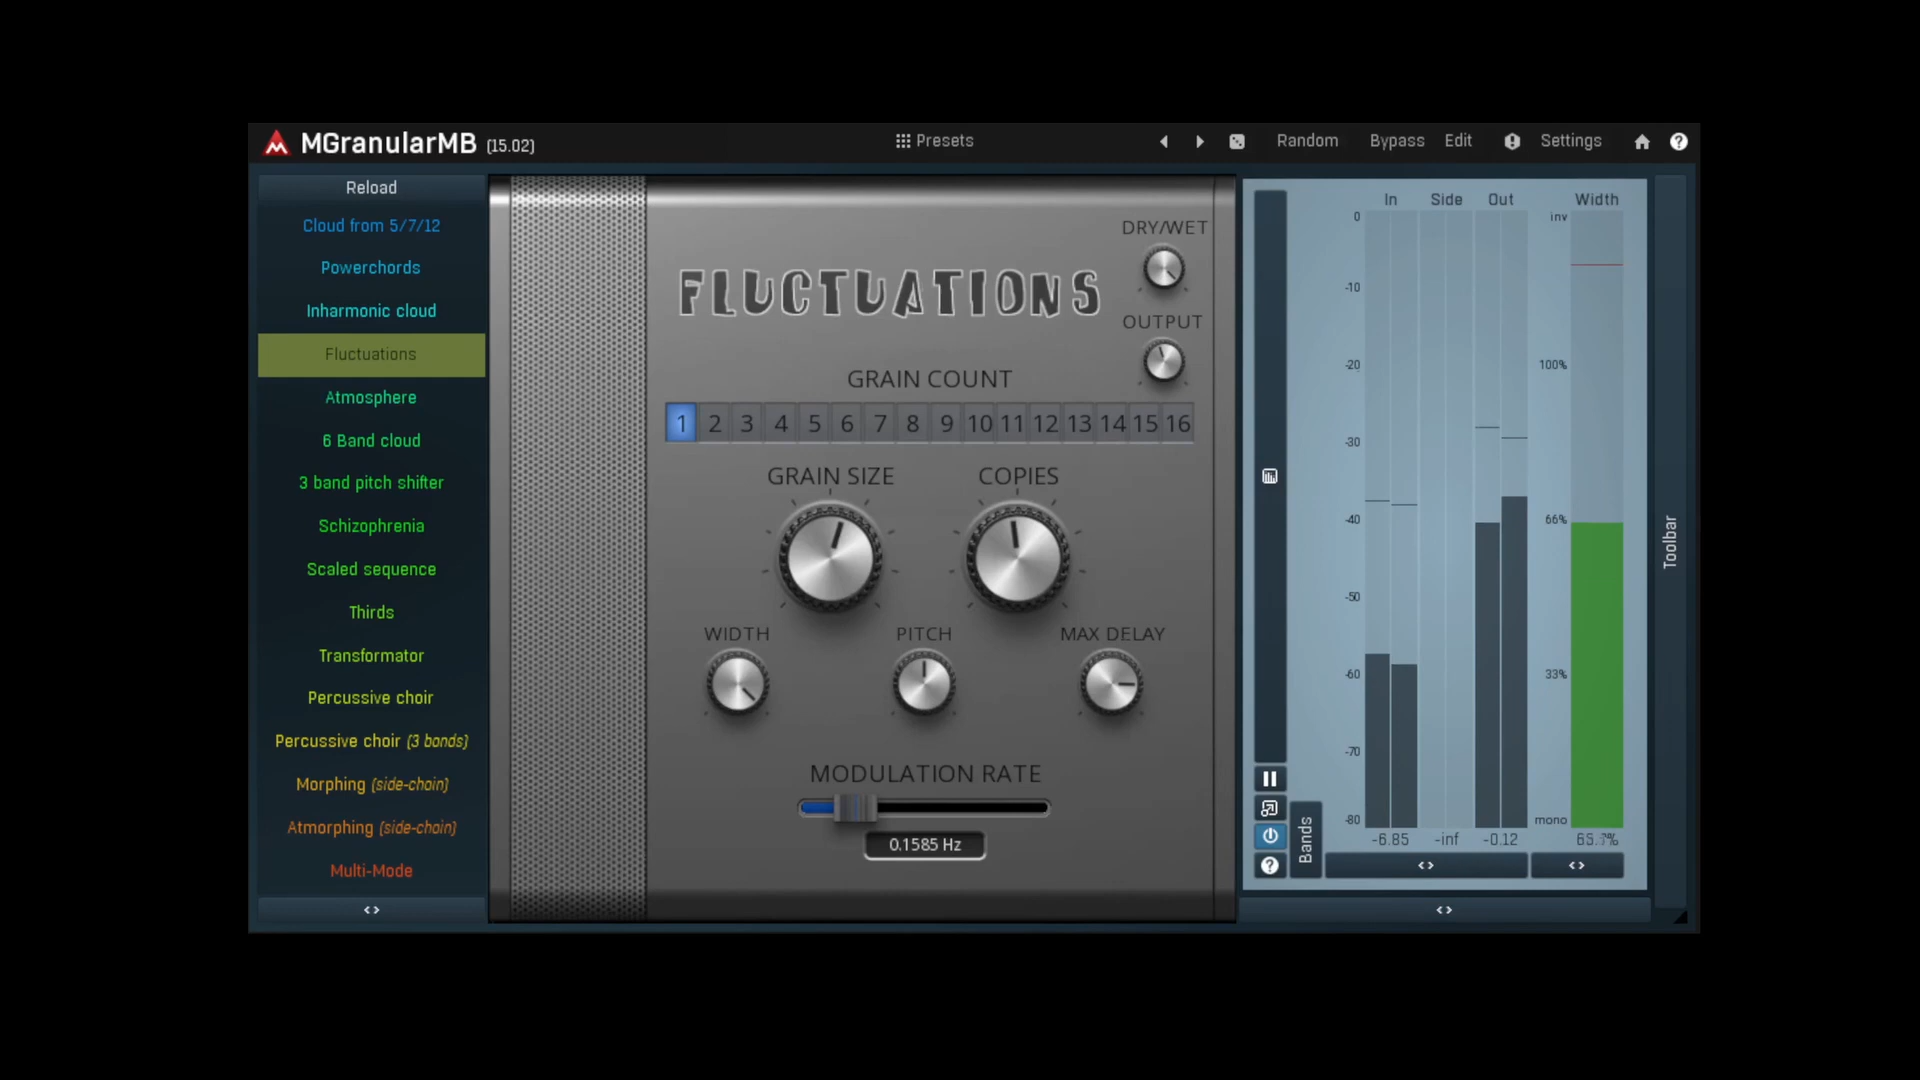 MGranularMB (15.02)
Presets
Random
Bypass
Edit
Settings
Reload
Cloud from 5/7/12
Powerchords
Inharmonic cloud
Fluctuations
Atmosphere
6 Band cloud
3 band pitch shifter
Schizophrenia
Scaled sequence
Thirds
Transformator
Percussive choir
Percussive choir (3 bands)
Morphing (side-chain)
Atmorphing (side-chain)
Multi-Mode
DRY/WET
FLUCTUATIONS
OUTPUT
GRAIN COUNT
1 2 3 4 5 6 7 8 9 10 11 12 13 14 15 16
GRAIN SIZE COPIES
WIDTH PITCH MAX DELAY
MODULATION RATE
0.1585 Hz
In Side Out Width
0 inv
-10
-20 100%
-30
-40 66%
-50
-60 33%
-70
-80 mono
-6.85 -inf -0.12
Bands
Toolbar